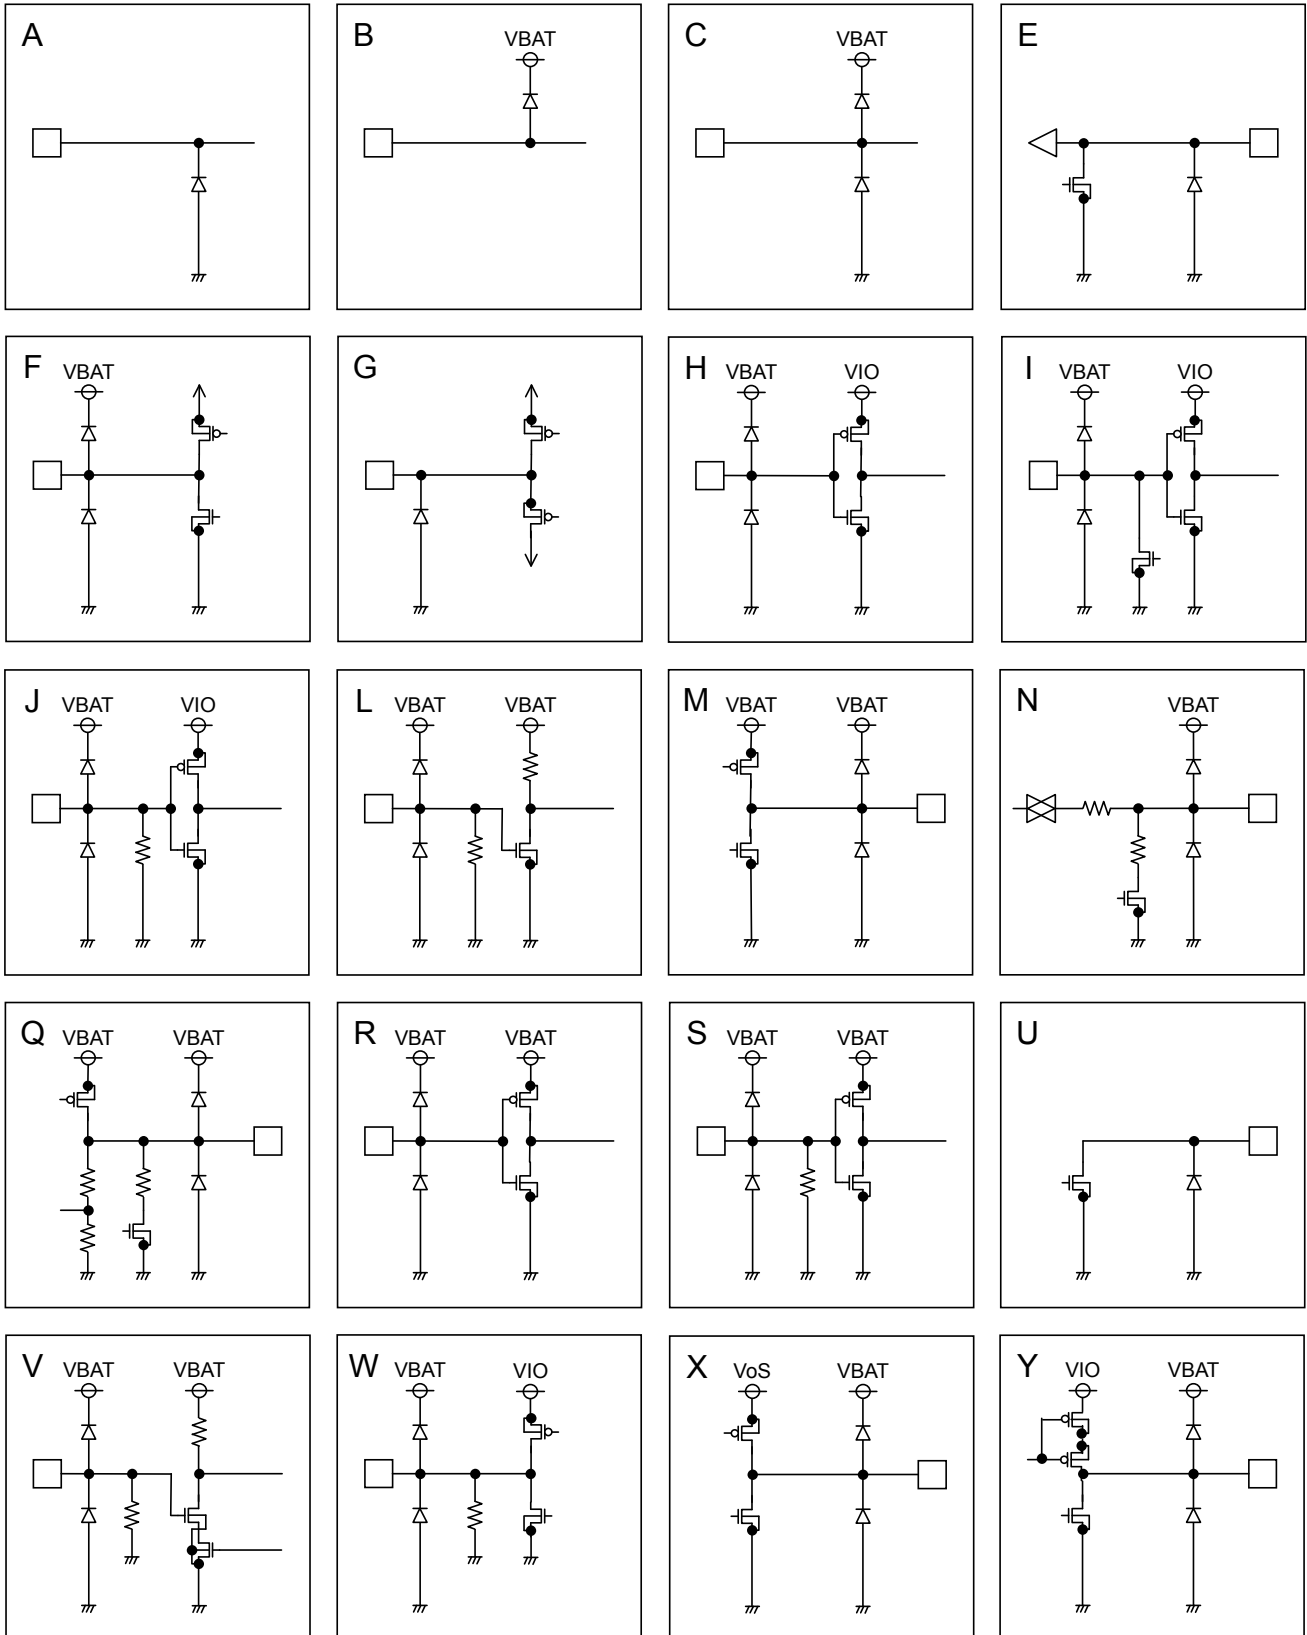 A
B
VBAT
C
VBAT
E
F VBAT
G
H VBAT VIO
I VBAT VIO
J VBAT VIO
L VBAT VBAT
M VBAT VBAT
N VBAT
Q VBAT VBAT
R VBAT VBAT
S VBAT VBAT
U
V VBAT VBAT
W VBAT VIO
X VoS VBAT
Y VIO VBAT